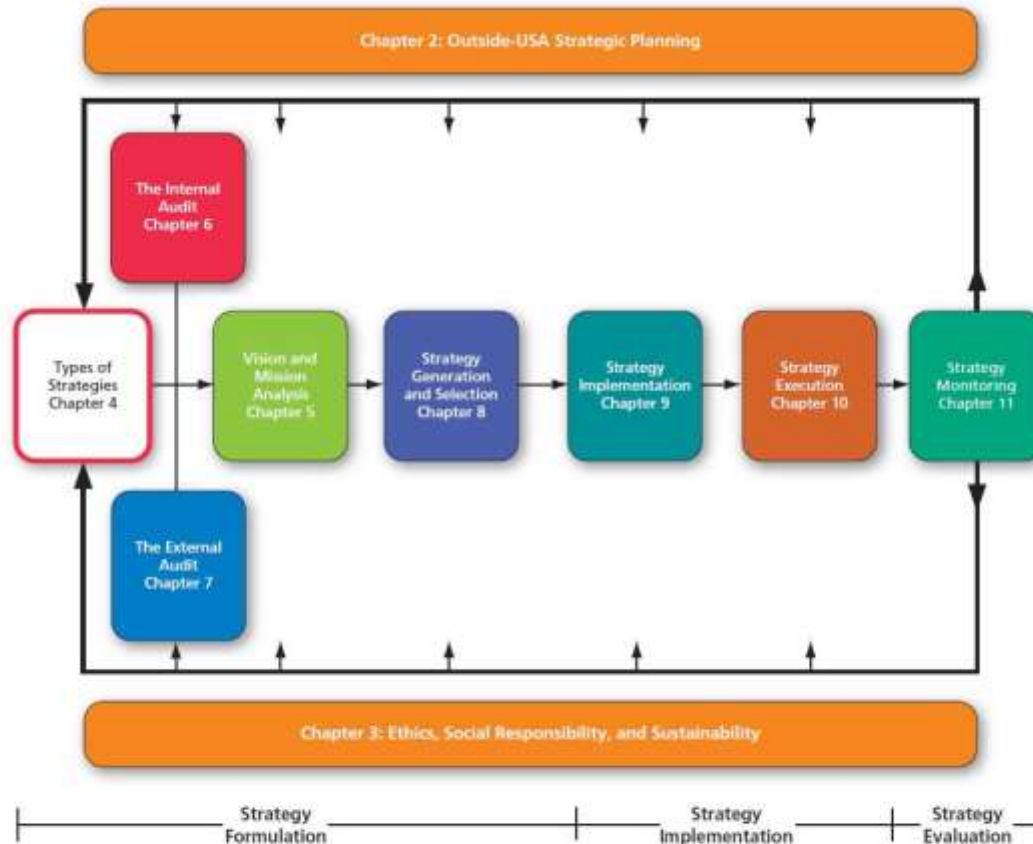 Chapter 2: Outside-USA Strategic Planning
The Internal
Audit
Chapter 6
Types of
Strategies
Chapter 4
Vision and
Mission
Analysis
Chapter 5
Strategy
Generation
and Selection
Chapter 8
Strategy
Implementation
Chapter 9
Strategy
Execution
Chapter 10
Strategy
Monitoring
Chapter 11
The External
Audit
Chapter 7
Chapter 3: Ethics, Social Responsibility, and Sustainability
Strategy
Formulation
Strategy
Implementation
Strategy
Evaluation